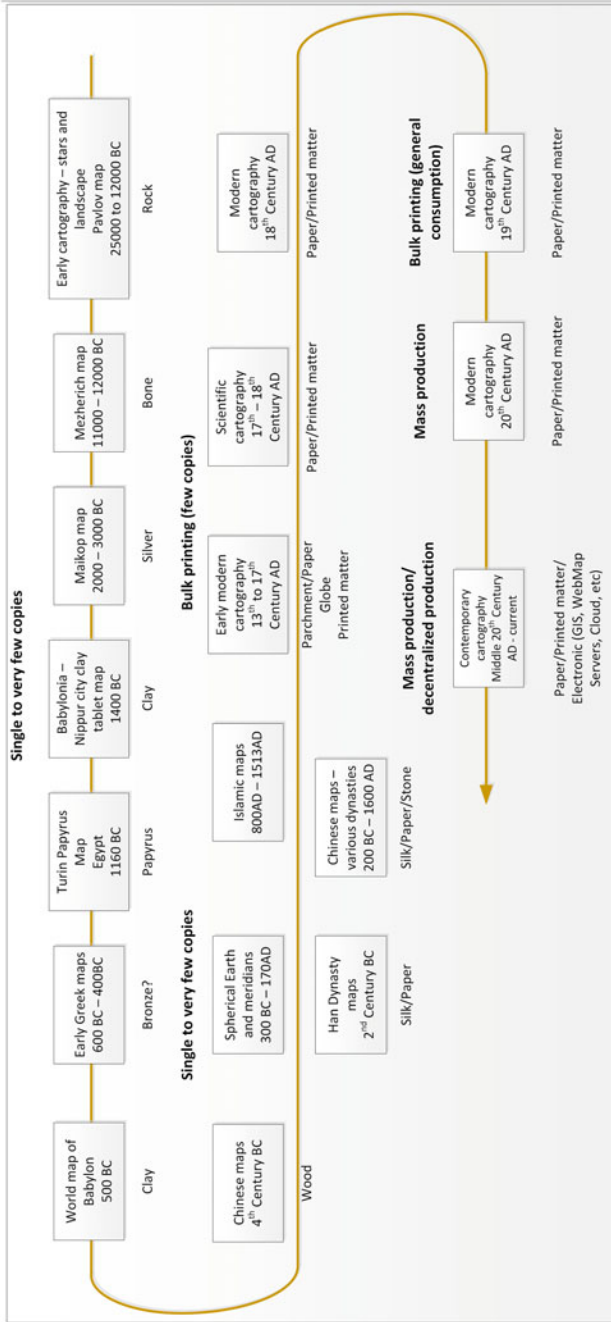 Single to very few copies
Early cartography – stars and
landscape
Pavlov map
25000 to 12000 BC
Rock
Mezherich map
11000 – 12000 BC
Bone
Maikop map
2000 – 3000 BC
Silver
Babylonia –
Nippur city clay
tablet map
1400 BC
Clay
Turin Papyrus
Map
Egypt
1160 BC
Papyrus
Early Greek maps
600 BC – 400BC
Bronze?
World map of
Babylon
500 BC
Clay
Single to very few copies
Chinese maps
4th Century BC
Wood
Spherical Earth
and meridians
300 BC – 170AD
Han Dynasty
maps
2nd Century BC
Silk/Paper
Islamic maps
800AD – 1513AD
Chinese maps –
various dynasties
200 BC – 1600 AD
Silk/Paper/Stone
Bulk printing (few copies)
Early modern
cartography
13th to 17th
Century AD
Parchment/Paper
Globe
Printed matter
Scientific
cartography
17th – 18th
Century AD
Paper/Printed matter
Modern
cartography
18th Century AD
Paper/Printed matter
Bulk printing (general
consumption)
Modern
cartography
19th Century AD
Paper/Printed matter
Mass production
Modern
cartography
20th Century AD
Paper/Printed matter
Mass production/
decentralized production
Contemporary
cartography
Middle 20th Century
AD - current
Paper/Printed matter/
Electronic (GIS, WebMap
Servers, Cloud, etc)